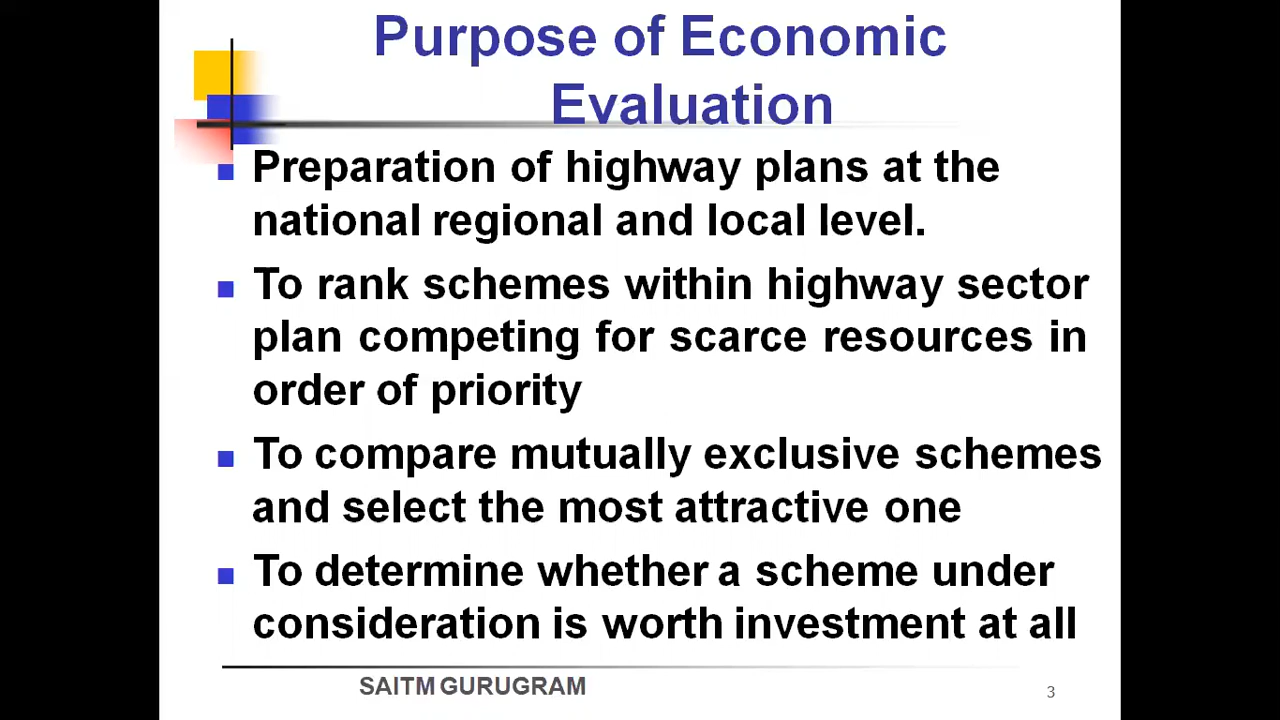 Purpose of Economic
Evaluation
Preparation of highway plans at the
national regional and local level.
To rank schemes within highway sector
plan competing for scarce resources in
order of priority
To compare mutually exclusive schemes
and select the most attractive one
To determine whether a scheme under
consideration is worth investment at all
SAITM GURUGRAM
3